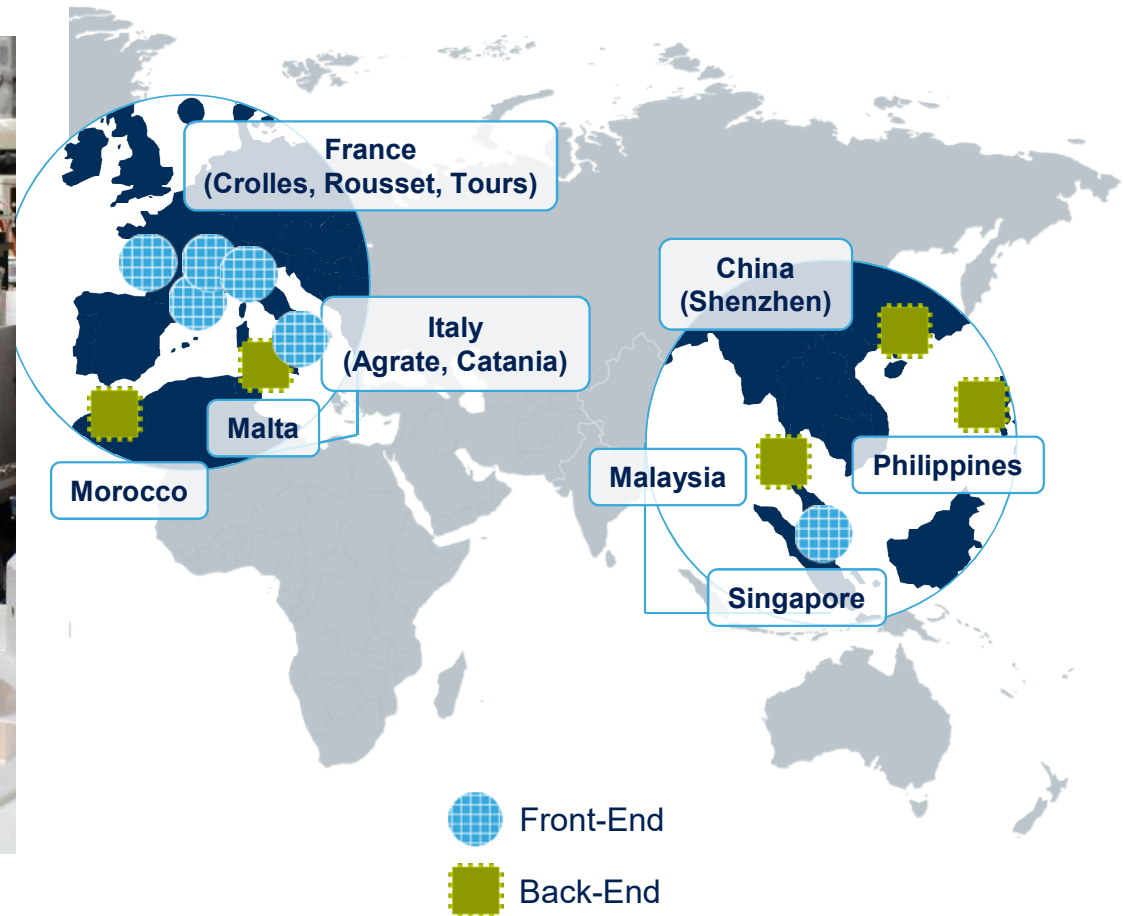 France
(Crolles, Rousset, Tours)
China
(Shenzhen)
Italy
(Agrate, Catania)
Malta
Morocco
Malaysia
Philippines
Singapore
Front-End
Back-End